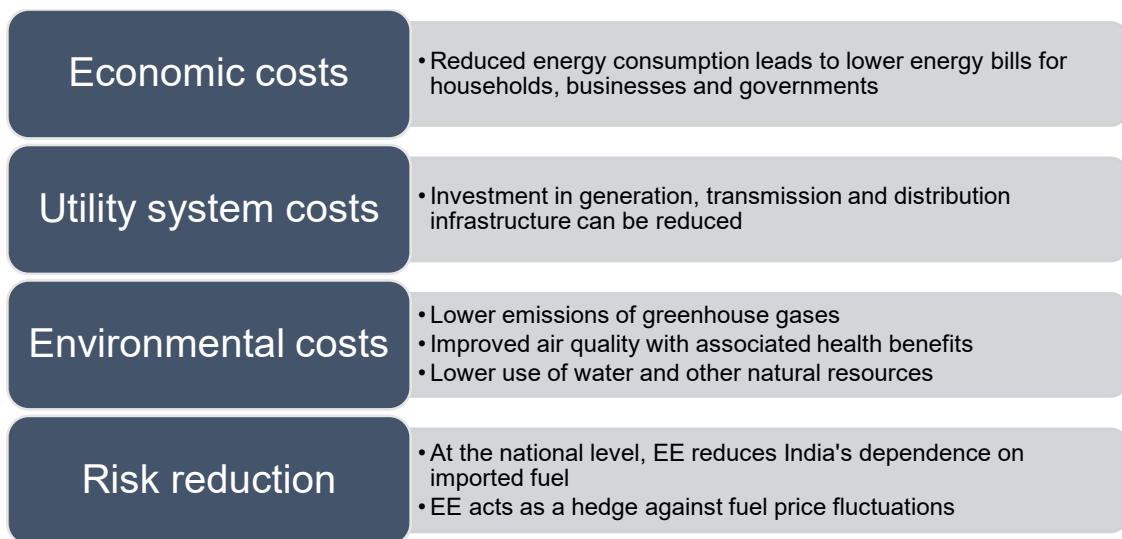 Economic costs
• Reduced energy consumption leads to lower energy bills for
households, businesses and governments
Utility system costs
• Investment in generation, transmission and distribution
infrastructure can be reduced
Environmental costs
• Lower emissions of greenhouse gases
• Improved air quality with associated health benefits
• Lower use of water and other natural resources
Risk reduction
• At the national level, EE reduces India's dependence on
imported fuel
• EE acts as a hedge against fuel price fluctuations